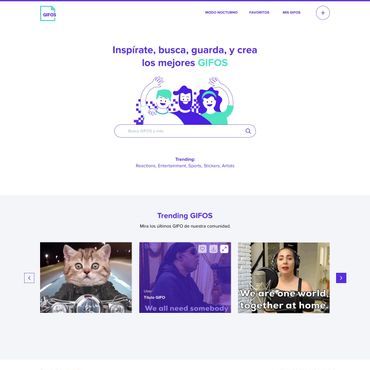 GIFOS
MODO NOCTURNO
FAVORITOS
MIS GIFOS
Inspírate, busca, guarda, y crea
los mejores GIFOS
Busca GIFOS y más
Trending:
Reactions, Entertainment, Sports, Stickers, Artists
Trending GIFOS
Mira los últimos GIFO de nuestra comunidad.
User
Título GIFO
We all need somebody
We are one world,
together at home.